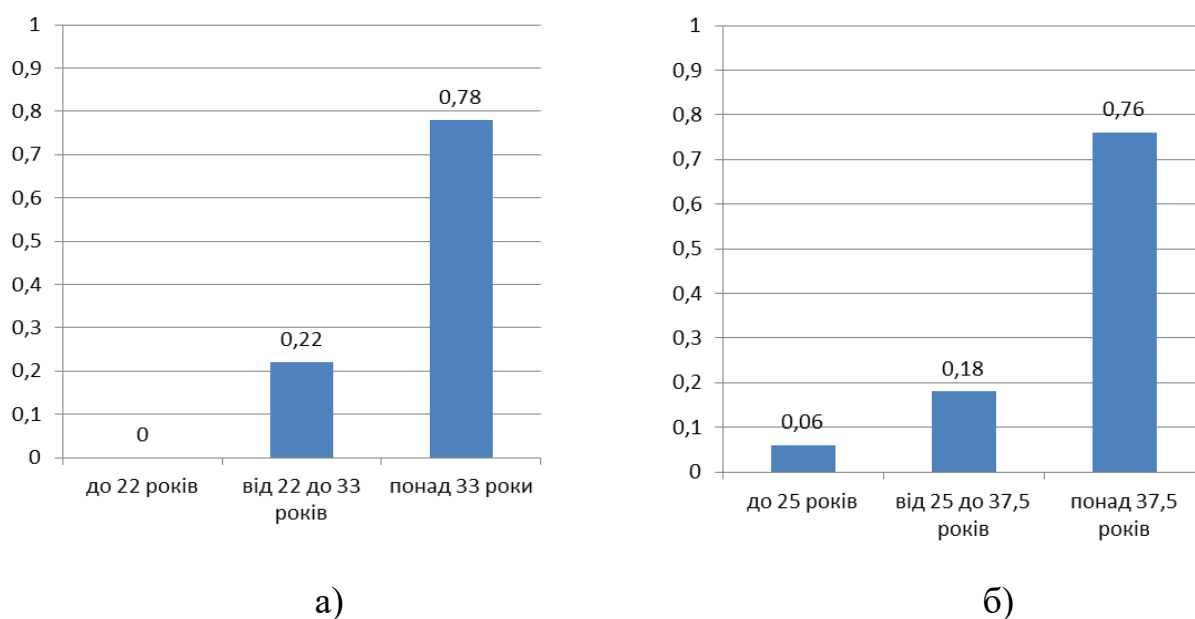 1
0,9
0,8
0,7
0,6
0,5
0,4
0,3
0,2
0,1
0
0
0,22
0,78
до 22 років
від 22 до 33
років
понад 33 роки
а)
1
0,9
0,8
0,7
0,6
0,5
0,4
0,3
0,2
0,1
0
0,06
0,18
0,76
до 25 років
від 25 до 37,5
років
понад 37,5
років
б)